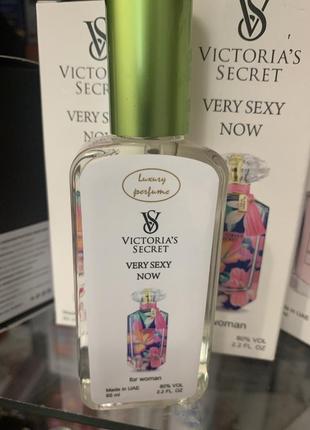 VS
VICTORIA'S
SECRET
VERY SEXY
NOW
VS
VICTORIA'S
SECRET
VERY SEXY
NOW
woman
80% VOL
2.2 FL. OZ
Luxury
perfume
VS
VICTORIA'S
SECRET
VERY SEXY
NOW
for woman
Made in UAE 80% VOL
65 ml 2.2 FL. OZ